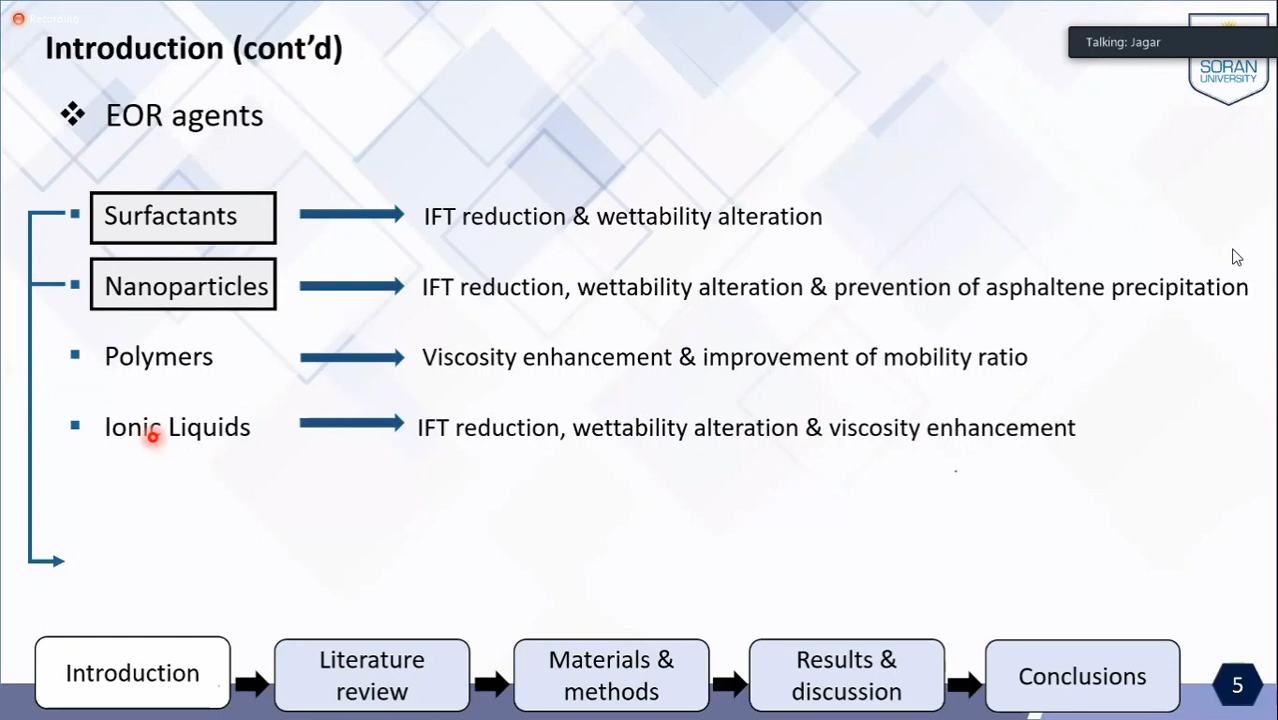 Recording
Introduction (cont’d)
Talking: Jagar
SORAN
UNIVERSITY
❖ EOR agents
▪ Surfactants IFT reduction & wettability alteration
▪ Nanoparticles IFT reduction, wettability alteration & prevention of asphaltene precipitation
▪ Polymers Viscosity enhancement & improvement of mobility ratio
▪ Ionic Liquids IFT reduction, wettability alteration & viscosity enhancement
Introduction
Literature
review
Materials &
methods
Results &
discussion
Conclusions
5